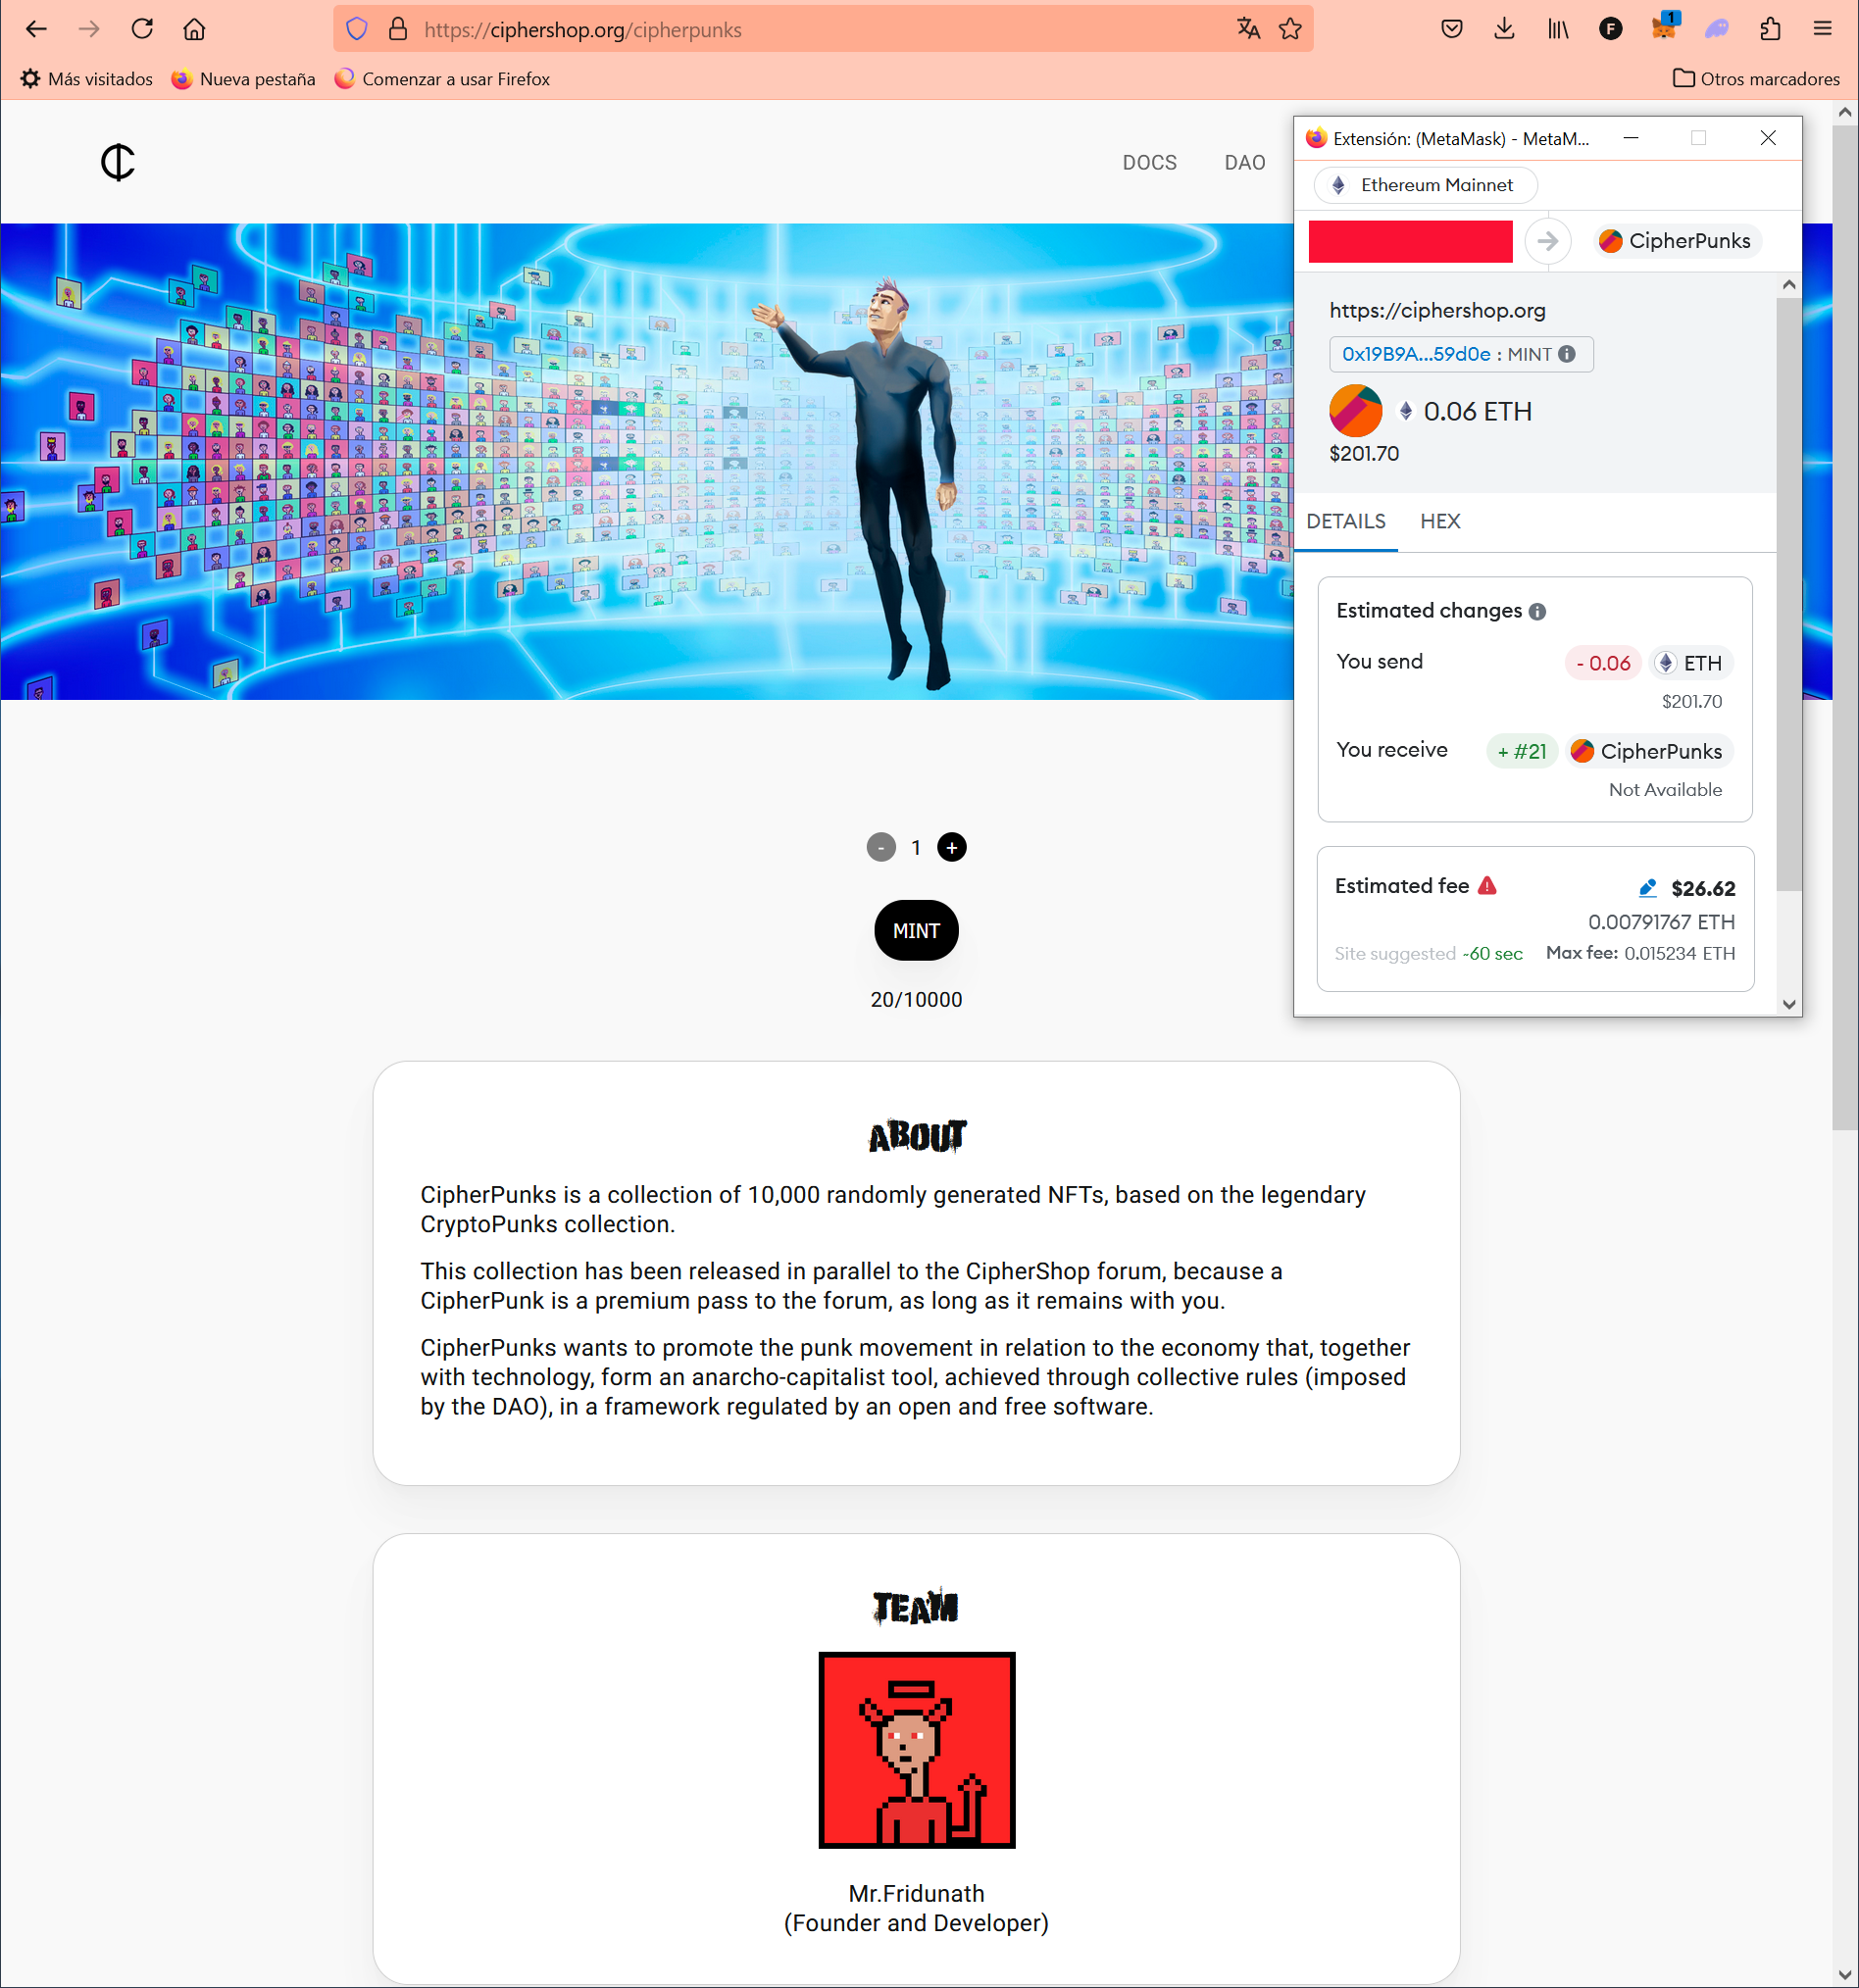 https://ciphershop.org/cipherpunks
F
1
Más visitados
Nueva pestaña
Comenzar a usar Firefox
Otros marcadores
DOCS
DAO
Extensión: (MetaMask) - MetaM...
Ethereum Mainnet
CipherPunks
https://ciphershop.org
0x19B9A...59d0e : MINT
0.06 ETH
$201.70
DETAILS
HEX
Estimated changes
You send
- 0.06
ETH
$201.70
You receive
+ #21
CipherPunks
Not Available
Estimated fee
$26.62
0.00791767 ETH
Site suggested ~60 sec
Max fee: 0.015234 ETH
- 1 +
MINT
20/10000
ABOUT
CipherPunks is a collection of 10,000 randomly generated NFTs, based on the legendary
CryptoPunks collection.
This collection has been released in parallel to the CipherShop forum, because a
CipherPunk is a premium pass to the forum, as long as it remains with you.
CipherPunks wants to promote the punk movement in relation to the economy that, together
with technology, form an anarcho-capitalist tool, achieved through collective rules (imposed
by the DAO), in a framework regulated by an open and free software.
TEAM
Mr.Fridunath
(Founder and Developer)